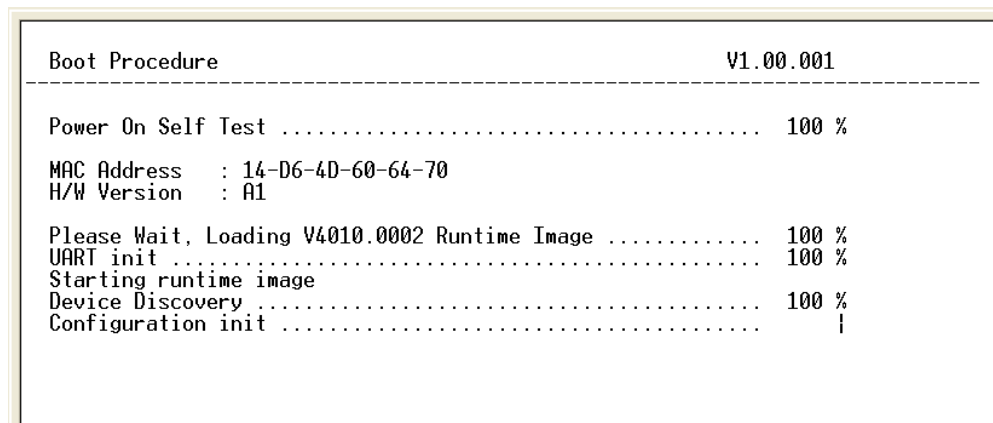 Boot Procedure V1.00.001
--------------------------------------------------------------------------------
Power On Self Test ........................................ 100 %
MAC Address : 14-D6-4D-60-64-70
H/W Version : A1
Please Wait, Loading V4010.0002 Runtime Image ............. 100 %
UART init ................................................. 100 %
Starting runtime image
Device Discovery .......................................... 100 %
Configuration init ........................................ |